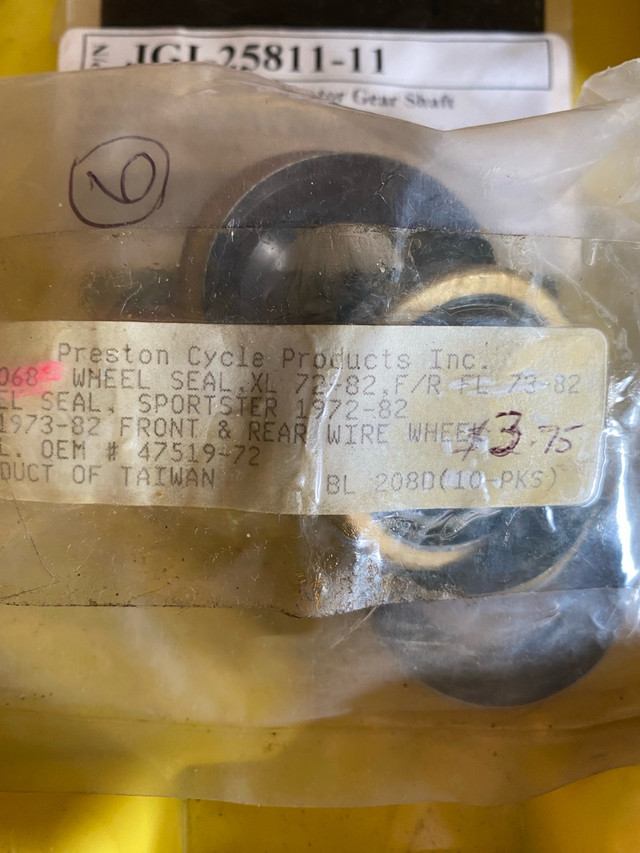 P/N JGI-25811-11
Gear Shaft
6
Preston Cycle Products Inc.
068 WHEEL SEAL, XL 72-82, F/R FL 73-82
EL SEAL, SPORTSTER 1972-82
1973-82 FRONT & REAR WIRE WHEE
$3.75
L. OEM # 47519-72
DUCT OF TAIWAN BL 208D(10-PKS)